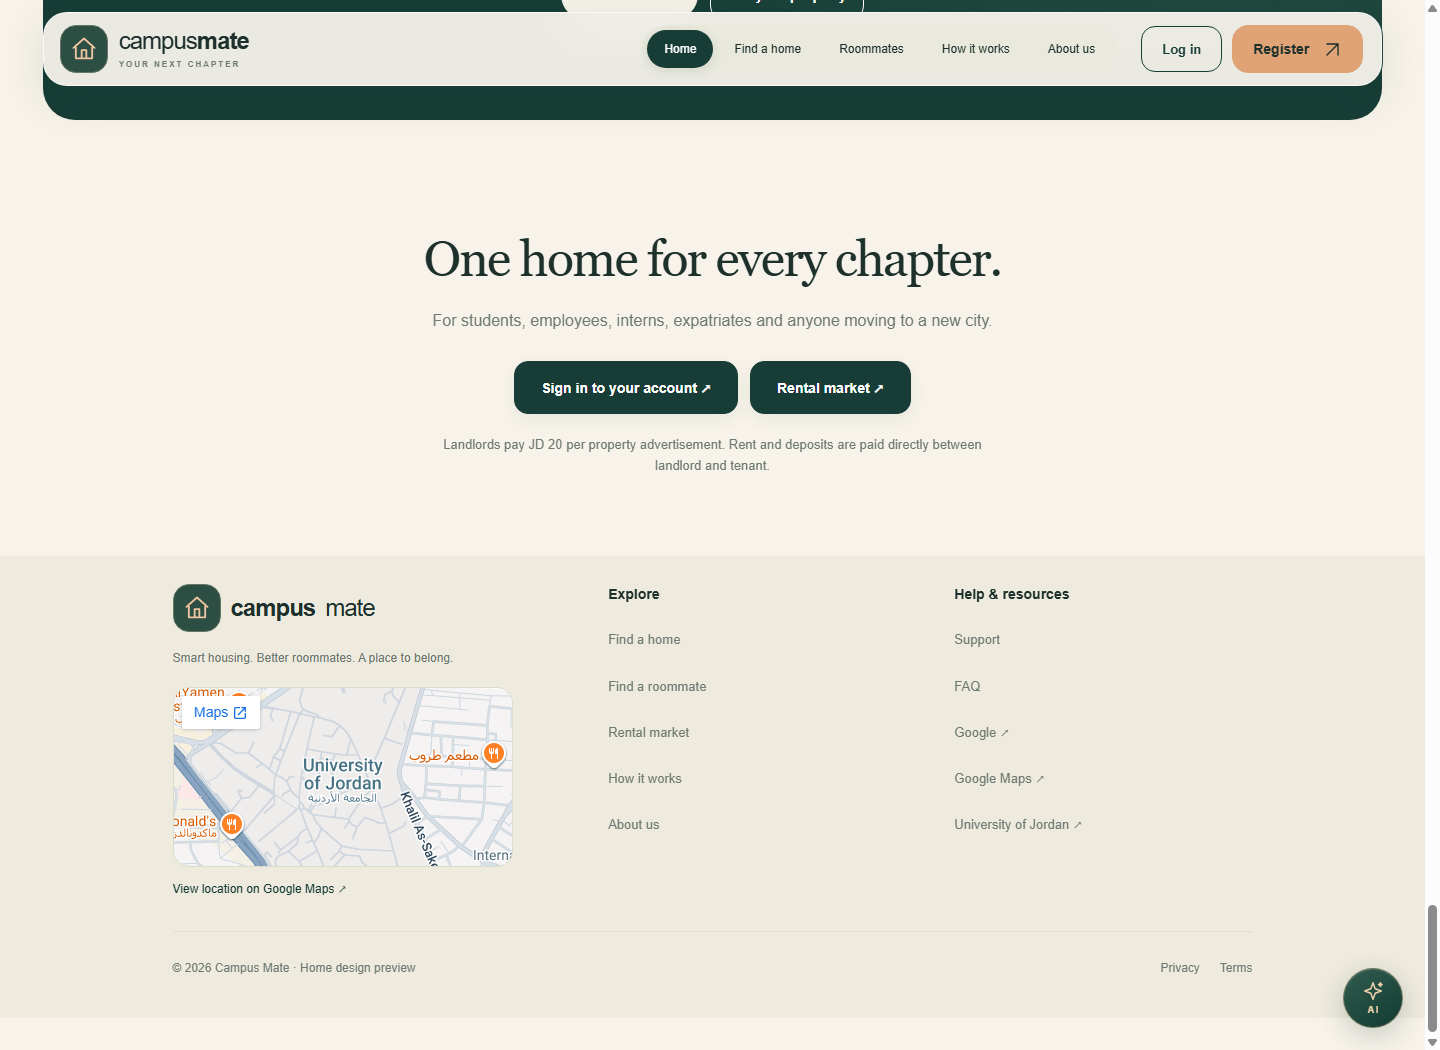 campusmate
YOUR NEXT CHAPTER
Home
Find a home
Roommates
How it works
About us
Log in
Register
One home for every chapter.
For students, employees, interns, expatriates and anyone moving to a new city.
Sign in to your account ↗
Rental market ↗
Landlords pay JD 20 per property advertisement. Rent and deposits are paid directly between
landlord and tenant.
campus mate
Smart housing. Better roommates. A place to belong.
Maps
مطعم طروب
University
of Jordan
الجامعة الأردنية
Khalil As-Sake
onald's
ماكدونالدز
Interna
View location on Google Maps ↗
Explore
Find a home
Find a roommate
Rental market
How it works
About us
Help & resources
Support
FAQ
Google ↗
Google Maps ↗
University of Jordan ↗
© 2026 Campus Mate · Home design preview
Privacy
Terms
AI